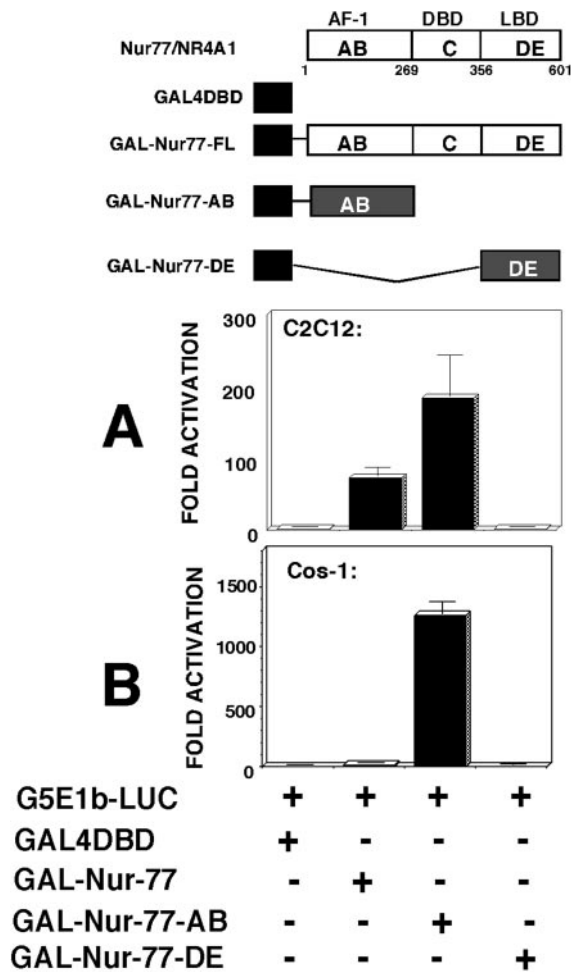 AF-1 DBD LBD
Nur77/NR4A1 AB C DE
1 269 356 601
GAL4DBD
GAL-Nur77-FL AB C DE
GAL-Nur77-AB AB
GAL-Nur77-DE DE
A
FOLD ACTIVATION
300
200
100
0
C2C12:
B
FOLD ACTIVATION
1500
1000
500
0
Cos-1:
G5E1b-LUC + + + +
GAL4DBD + - - -
GAL-Nur-77 - + - -
GAL-Nur-77-AB - - + -
GAL-Nur-77-DE - - - +